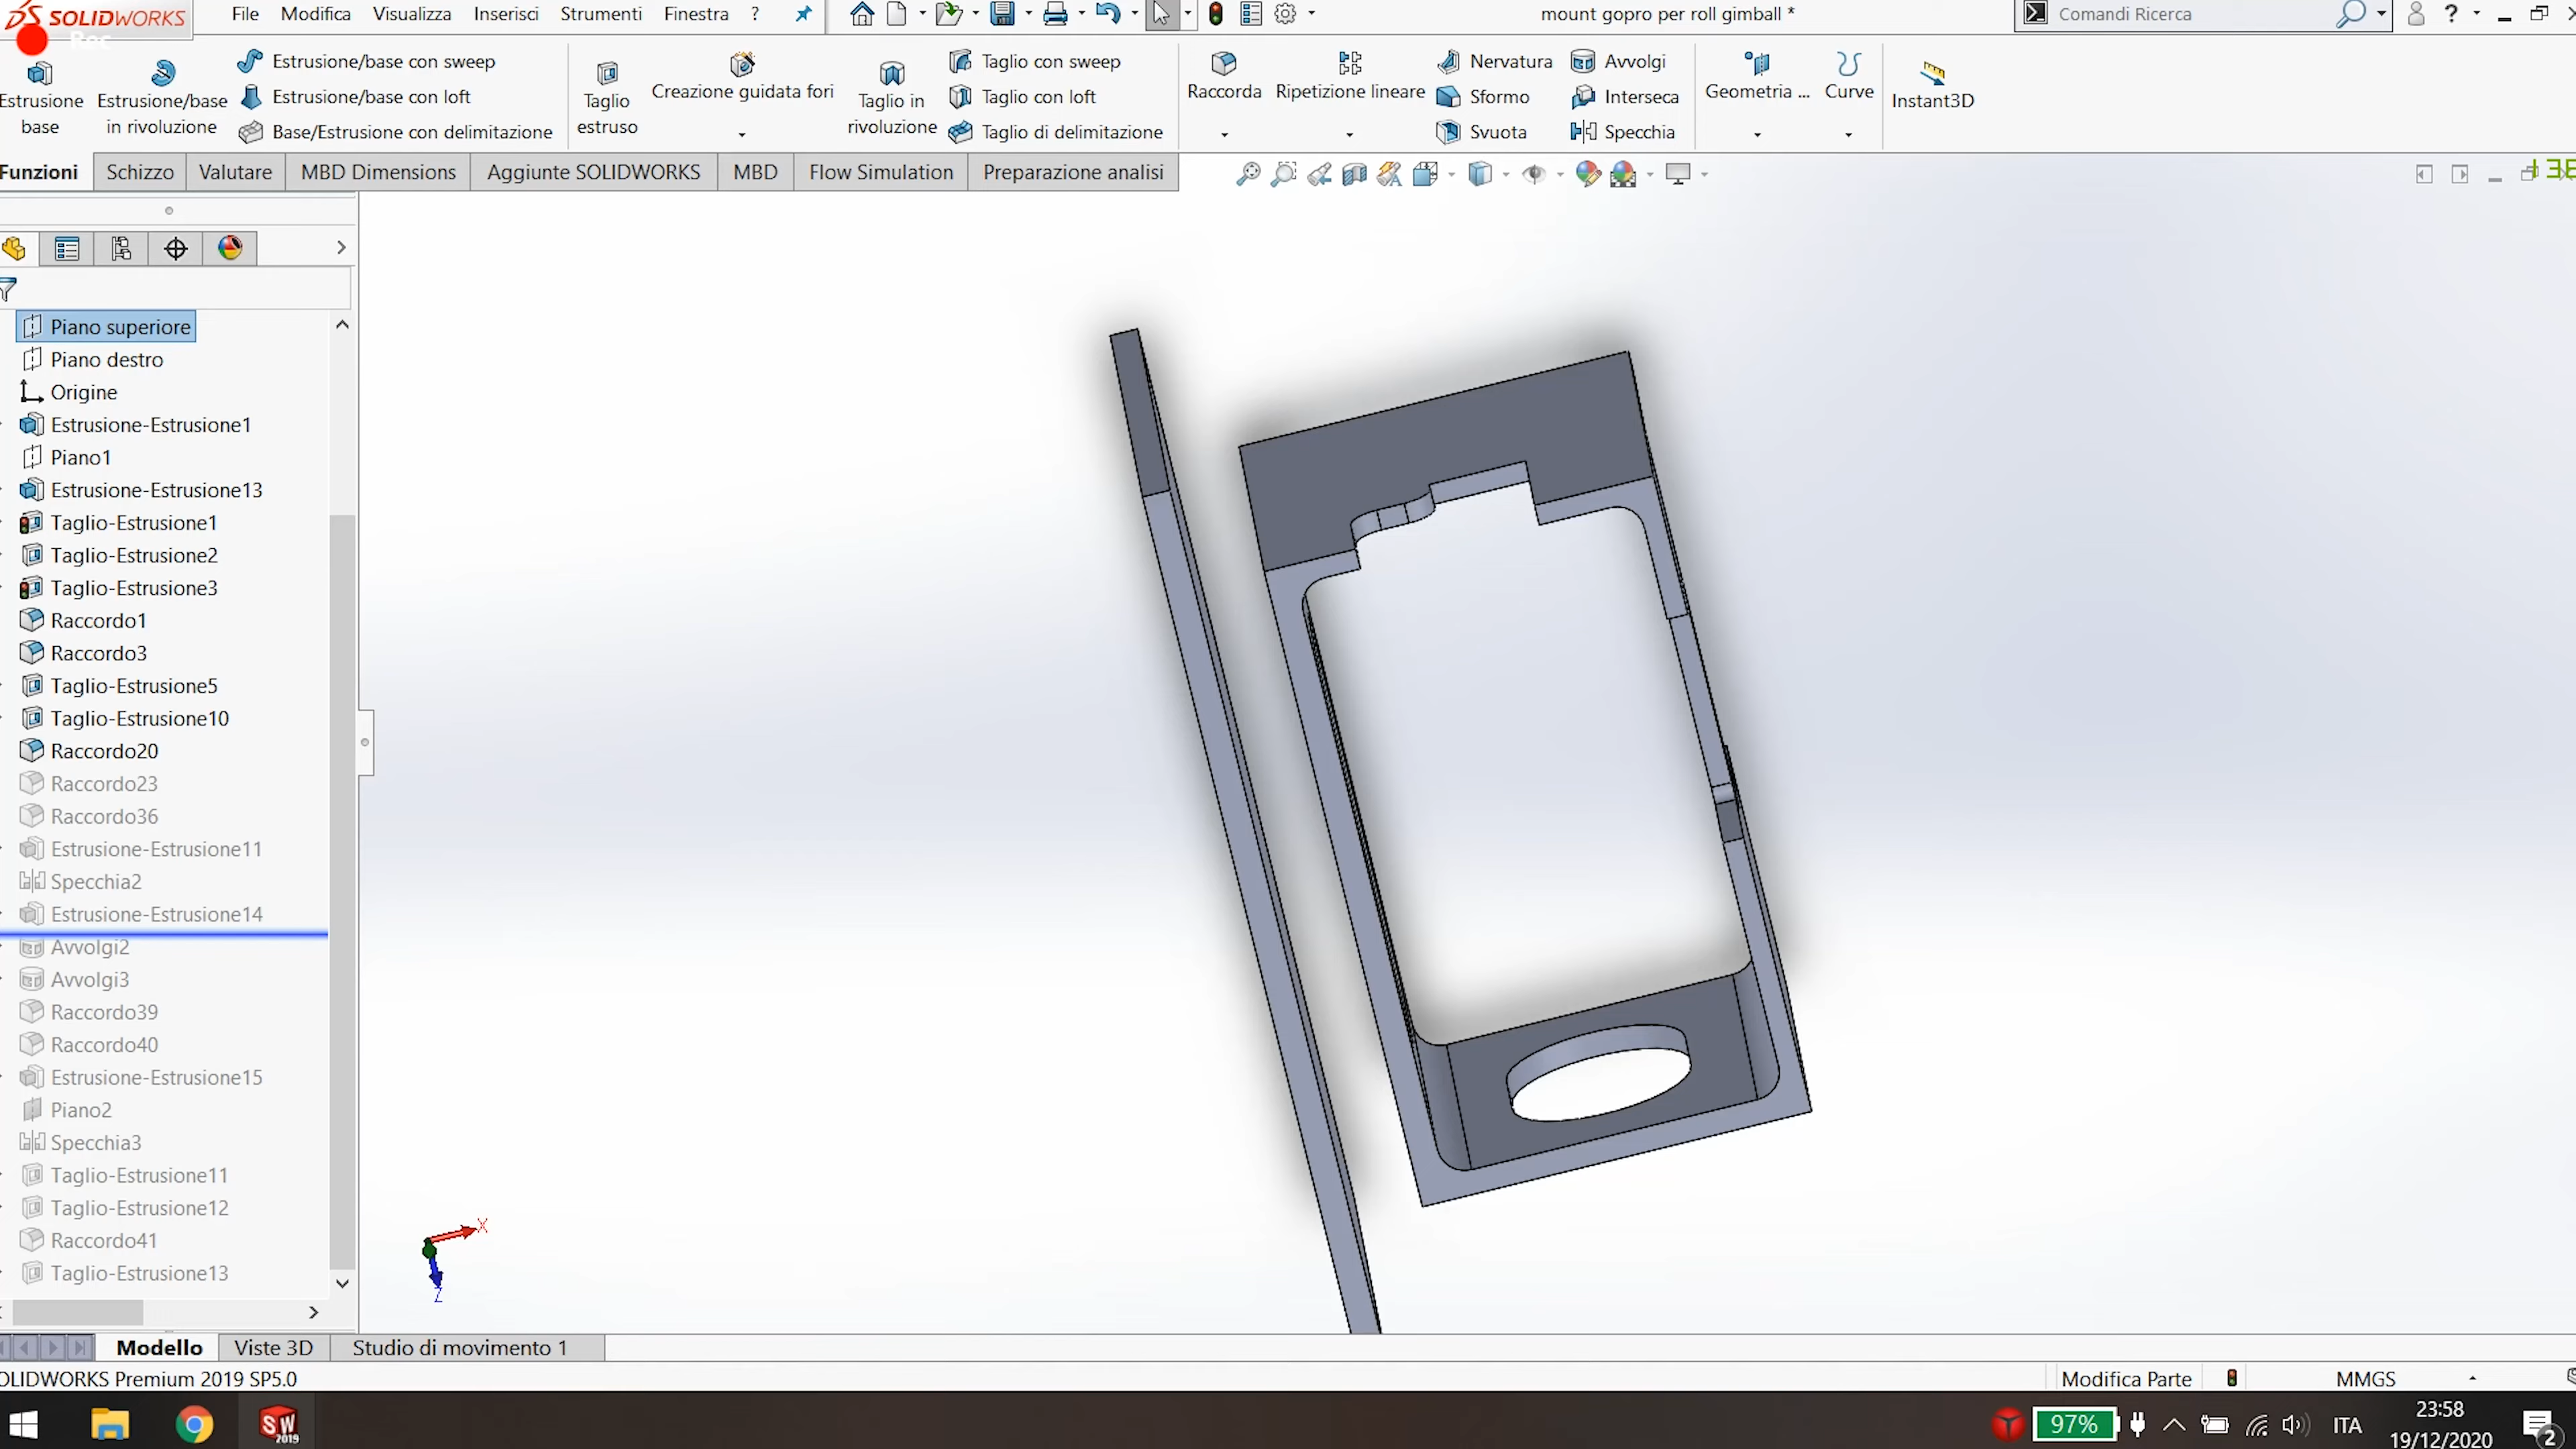 SOLIDWORKS File Modifica Visualizza Inserisci Strumenti Finestra ? mount gopro per roll gimball * Comandi Ricerca ?
Rec
Estrusione base
Estrusione/base in rivoluzione
Estrusione/base con sweep
Estrusione/base con loft
Base/Estrusione con delimitazione
Taglio estruso
Creazione guidata fori
Taglio in rivoluzione
Taglio con sweep
Taglio con loft
Taglio di delimitazione
Raccorda
Ripetizione lineare
Nervatura
Sformo
Svuota
Avvolgi
Interseca
Specchia
Geometria ...
Curve
Instant3D
Funzioni Schizzo Valutare MBD Dimensions Aggiunte SOLIDWORKS MBD Flow Simulation Preparazione analisi
Piano superiore
Piano destro
Origine
Estrusione-Estrusione1
Piano1
Estrusione-Estrusione13
Taglio-Estrusione1
Taglio-Estrusione2
Taglio-Estrusione3
Raccordo1
Raccordo3
Taglio-Estrusione5
Taglio-Estrusione10
Raccordo20
Raccordo23
Raccordo36
Estrusione-Estrusione11
Specchia2
Estrusione-Estrusione14
Avvolgi2
Avvolgi3
Raccordo39
Raccordo40
Estrusione-Estrusione15
Piano2
Specchia3
Taglio-Estrusione11
Taglio-Estrusione12
Raccordo41
Taglio-Estrusione13
X
Z
Modello Viste 3D Studio di movimento 1
OLIDWORKS Premium 2019 SP5.0 Modifica Parte MMGS
SW 2019 97% ITA 23:58
19/12/2020 2